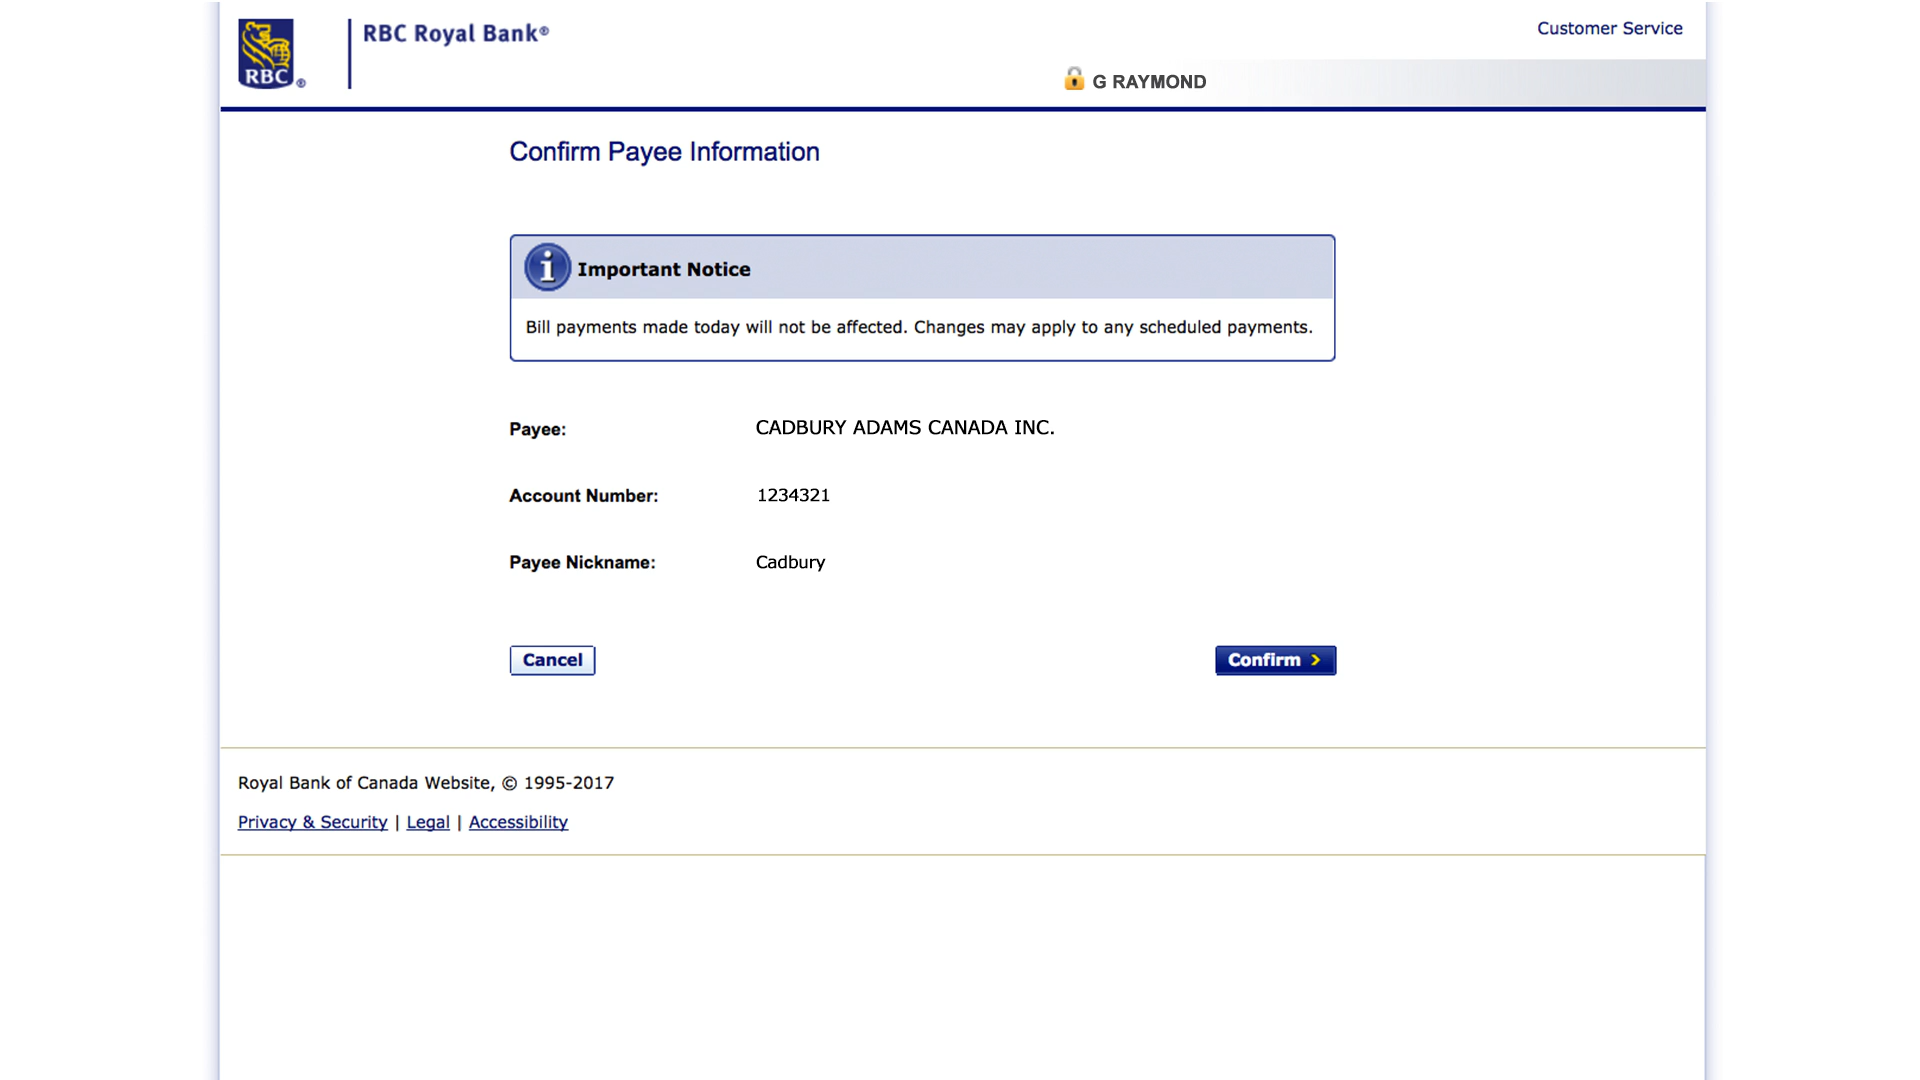 RBC ®
RBC Royal Bank®
Customer Service
G RAYMOND
Confirm Payee Information
Important Notice
Bill payments made today will not be affected. Changes may apply to any scheduled payments.
Payee: CADBURY ADAMS CANADA INC.
Account Number: 1234321
Payee Nickname: Cadbury
Cancel
Confirm >
Royal Bank of Canada Website, © 1995-2017
Privacy & Security | Legal | Accessibility